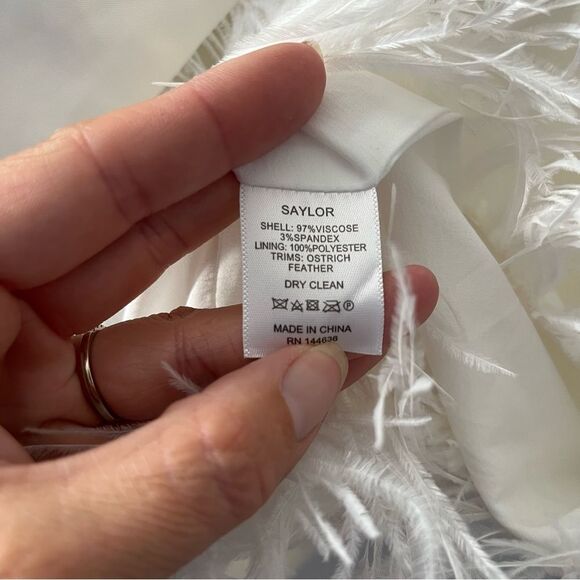 SAYLOR
SHELL: 97%VISCOSE
3%SPANDEX
LINING: 100%POLYESTER
TRIMS: OSTRICH
FEATHER
DRY CLEAN
P
MADE IN CHINA
RN 144636